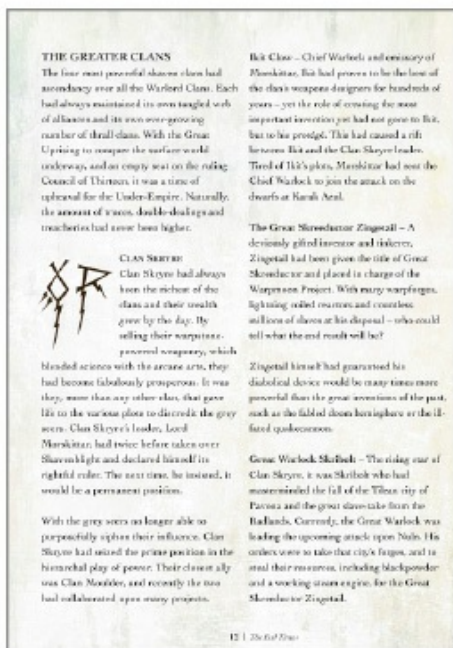 THE GREATER CLANS
The four most powerful skaven clans had
ascendancy over all the Warlord Clans. Each
had always maintained its own tangled web
of alliances and its own ever-growing
number of thrall-clans. With the Great
Uprising to conquer the surface world
underway, and an empty seat on the ruling
Council of Thirteen, it was a time of
upheaval for the Under-Empire. Naturally,
the amount of truces, double-dealings and
treacheries had never been higher.
CLAN SKRYRE
Clan Skryre had always
been the richest of the
clans and their wealth
grew by the day. By
selling their warpstone-
powered weaponry, which
blended science with the arcane arts, they
had become fabulously prosperous. It was
they, more than any other clan, that gave
life to the various plots to discredit the grey
seers. Clan Skryre's leader, Lord
Morskittar, had twice before taken over
Skavenblight and declared himself its
rightful ruler. The next time, he insisted, it
would be a permanent position.
With the grey seers no longer able to
purposefully siphon their influence, Clan
Skryre had seized the prime position in the
hierarchal play of power. Their closest ally
was Clan Moulder, and recently the two
had collaborated upon many projects.
Ikit Claw – Chief Warlock and emissary of
Morskittar, Ikit had proven to be the best of
the clan's weapons designers for hundreds of
years – yet the role of creating the most
important invention yet had not gone to Ikit,
but to his protégé. This had caused a rift
between Ikit and the Clan Skryre leader.
Tired of Ikit's plots, Morskittar had sent the
Chief Warlock to join the attack on the
dwarfs at Karak Azul.
The Great Skreeductor Zingetail – A
deviously gifted inventor and tinkerer,
Zingetail had been given the title of Great
Skreeductor and placed in charge of the
Warpmoon Project. With many warpforges,
lightning coiled reactors and countless
millions of slaves at his disposal – who could
tell what the end result will be?
Zingetail himself had guaranteed his
diabolical device would be many times more
powerful than the great inventions of the past,
such as the fabled doom hemisphere or the ill-
fated quakecannon.
Great Warlock Skribolt – The rising star of
Clan Skryre, it was Skribolt who had
masterminded the fall of the Tilean city of
Pavona and the great slave-take from the
Badlands. Currently, the Great Warlock was
leading the upcoming attack upon Nuln. His
orders were to take that city's forges, and to
steal their resources, including blackpowder
and a working steam engine, for the Great
Skreeductor Zingetail.
12 | The End Times